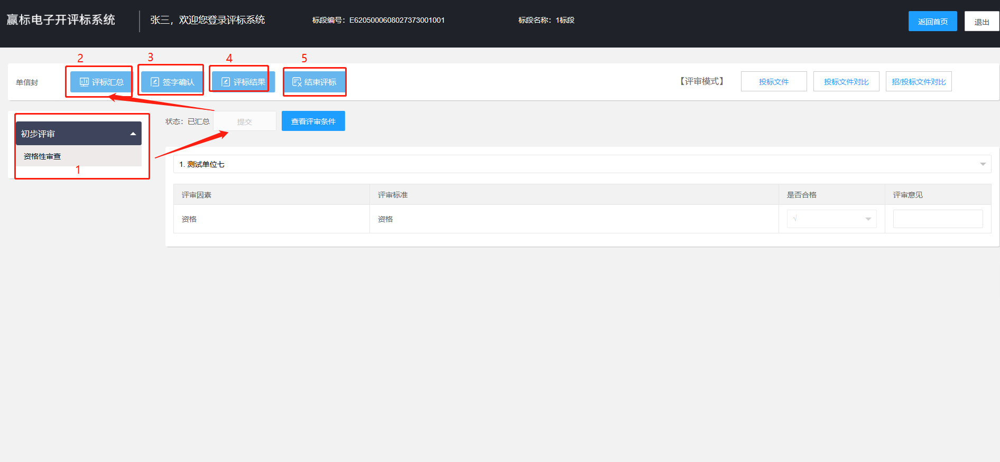 赢标电子开评标系统
张三，欢迎您登录评标系统
标段编号：E6205000608027373001001
标段名称：1标段
返回首页
退出
2
3
4
5
单信封
评标汇总
签字确认
评标结果
结束评标
【评审模式】
投标文件
投标文件对比
招/投标文件对比
初步评审
资格性审查
1
状态：已汇总
提交
查看评审条件
1. 测试单位七
评审因素
评审标准
是否合格
评审意见
资格
资格
√